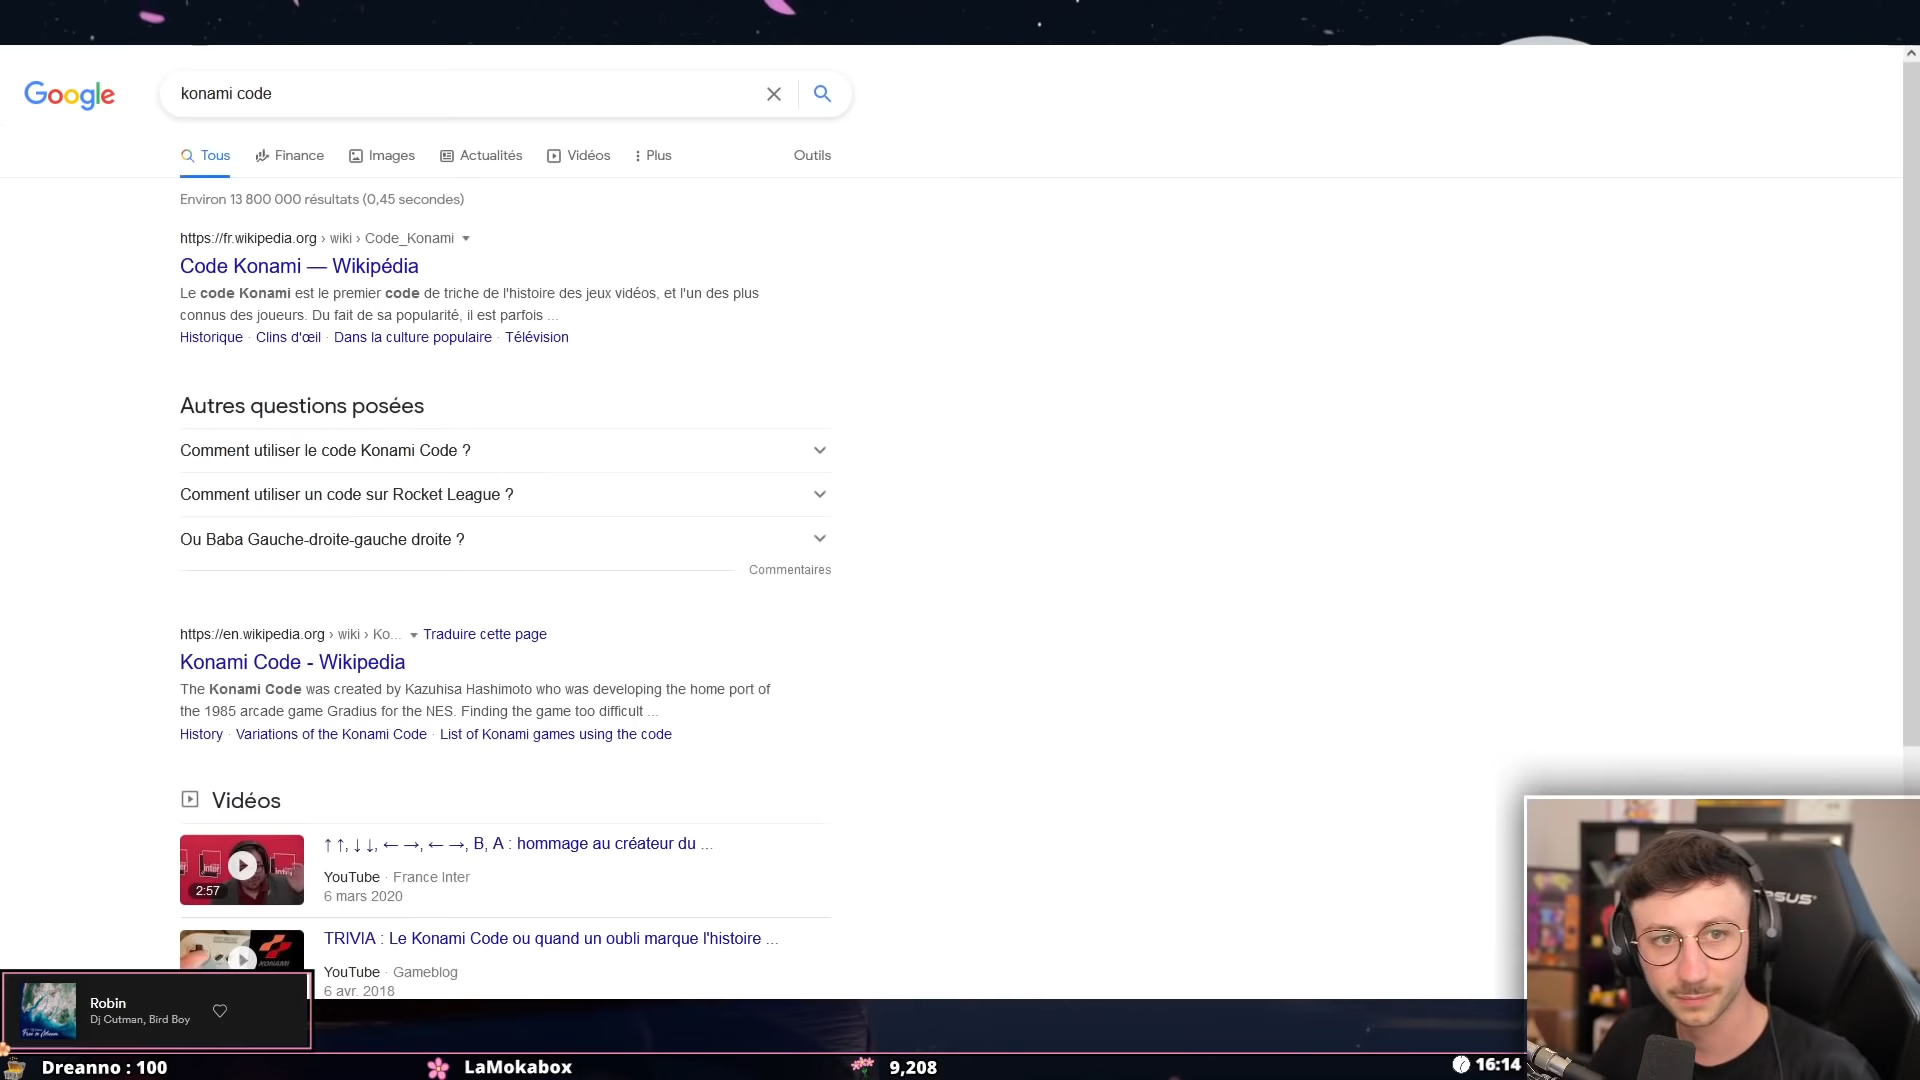 Google
konami code
Tous
Finance
Images
Actualités
Vidéos
Plus
Outils
Environ 13 800 000 résultats (0,45 secondes)
https://fr.wikipedia.org › wiki › Code_Konami
Code Konami — Wikipédia
Le code Konami est le premier code de triche de l'histoire des jeux vidéos, et l'un des plus
connus des joueurs. Du fait de sa popularité, il est parfois ...
Historique · Clins d'œil · Dans la culture populaire · Télévision
Autres questions posées
Comment utiliser le code Konami Code ?
Comment utiliser un code sur Rocket League ?
Ou Baba Gauche-droite-gauche droite ?
Commentaires
https://en.wikipedia.org › wiki › Ko... Traduire cette page
Konami Code - Wikipedia
The Konami Code was created by Kazuhisa Hashimoto who was developing the home port of
the 1985 arcade game Gradius for the NES. Finding the game too difficult ...
History · Variations of the Konami Code · List of Konami games using the code
Vidéos
inter
2:57
↑ ↑, ↓ ↓, ← →, ← →, B, A : hommage au créateur du ...
YouTube · France Inter
6 mars 2020
KONAMI
TRIVIA : Le Konami Code ou quand un oubli marque l'histoire ...
YouTube · Gameblog
6 avr. 2018
Robin
Dj Cutman, Bird Boy
Dreanno : 100
LaMokabox
9,208
16:14